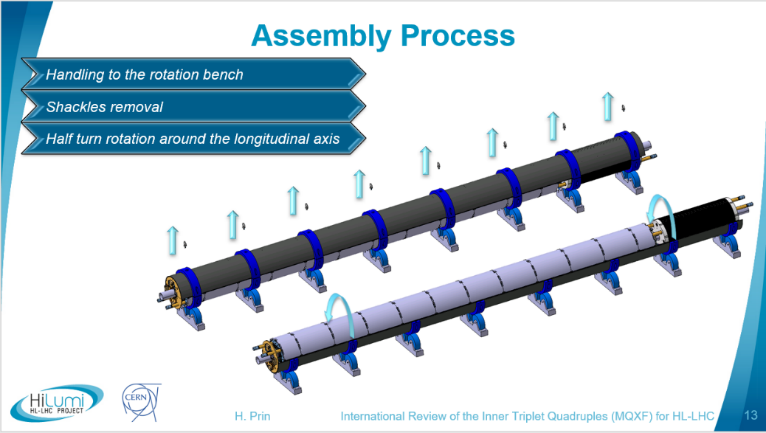 Assembly Process
Handling to the rotation bench
Shackles removal
Half turn rotation around the longitudinal axis
HiLumi
HL-LHC PROJECT
CERN
H. Prin
International Review of the Inner Triplet Quadruples (MQXF) for HL-LHC
13